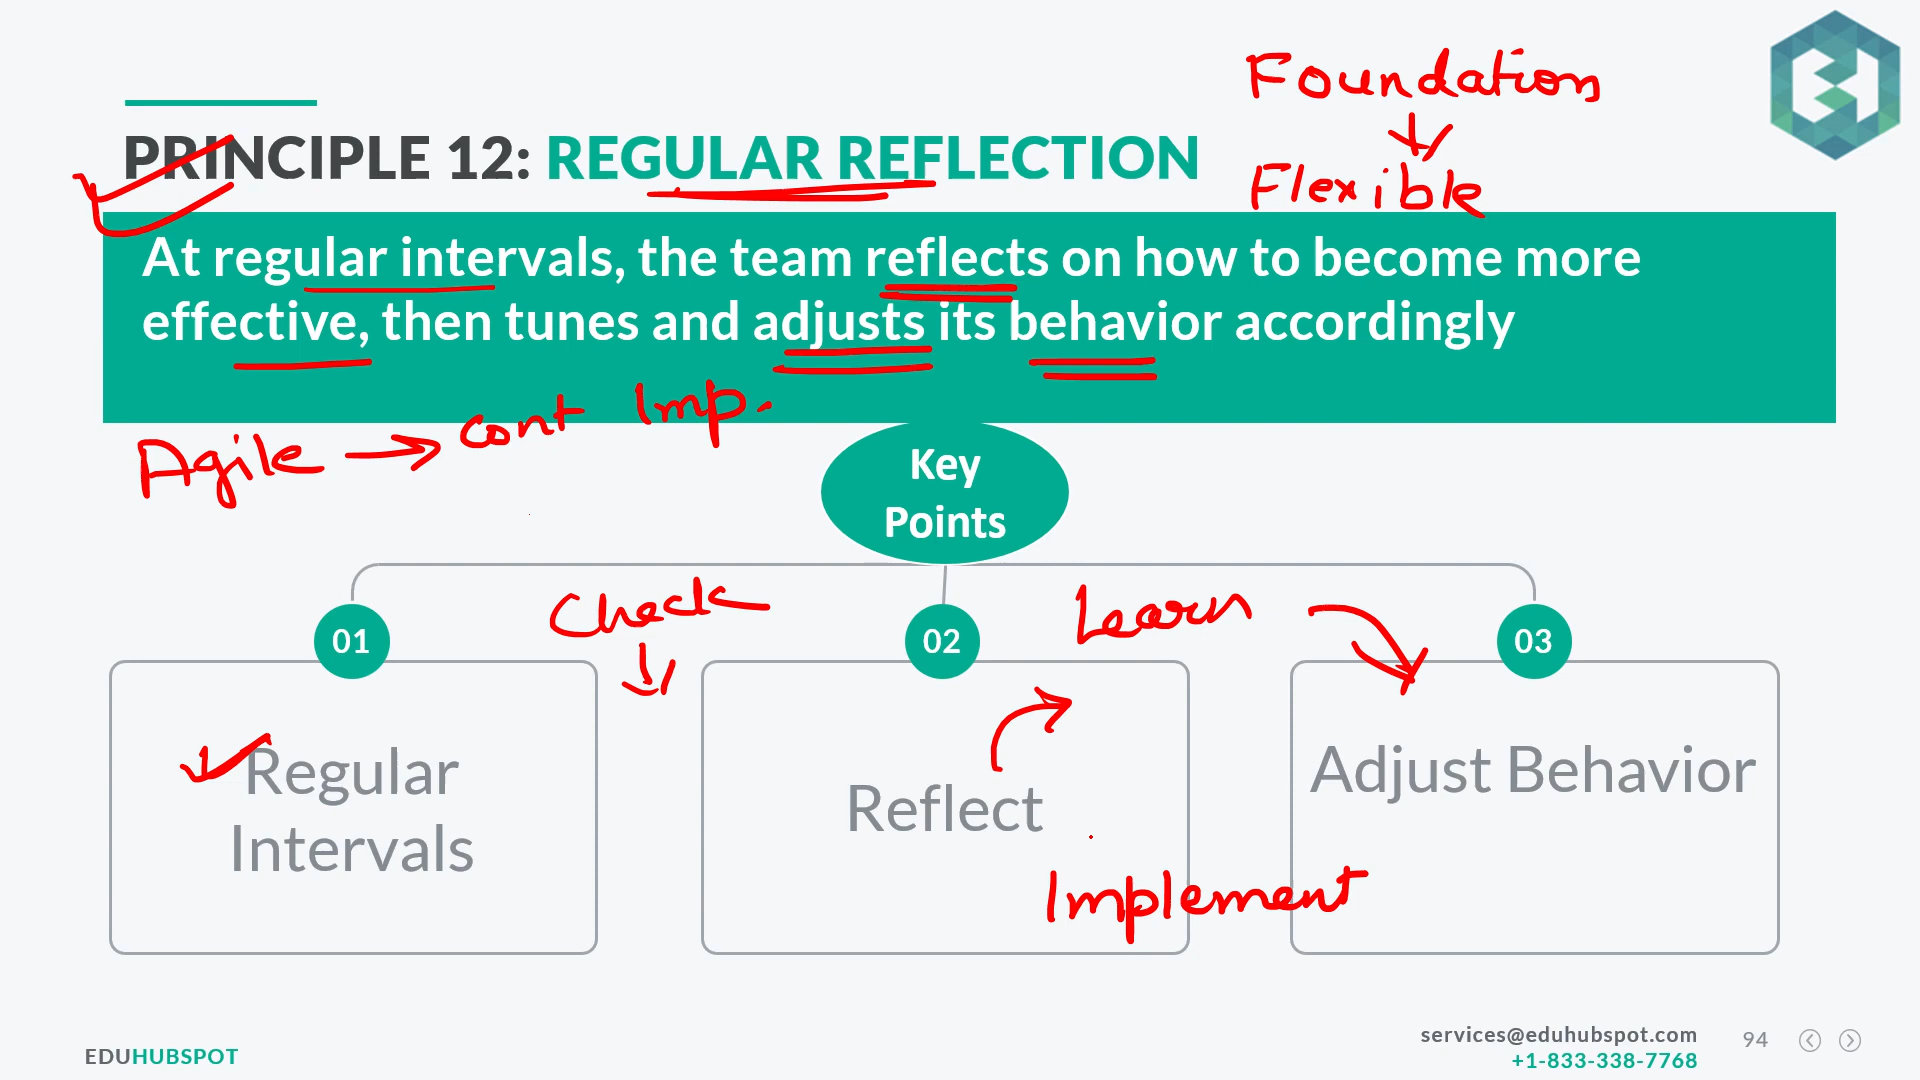 Foundation
PRINCIPLE 12: REGULAR REFLECTION
Flexible
At regular intervals, the team reflects on how to become more
effective, then tunes and adjusts its behavior accordingly
Agile → cont Imp.
Key
Points
Check
Learn
01
02
03
Regular
Intervals
Reflect
Adjust Behavior
Implement
EDUHUBSPOT
services@eduhubspot.com
+1-833-338-7768
94